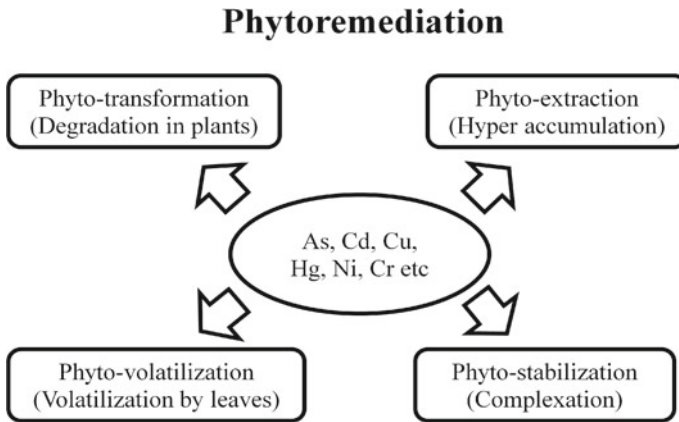 Phytoremediation
Phyto-transformation
(Degradation in plants)
Phyto-extraction
(Hyper accumulation)
As, Cd, Cu,
Hg, Ni, Cr etc
Phyto-volatilization
(Volatilization by leaves)
Phyto-stabilization
(Complexation)